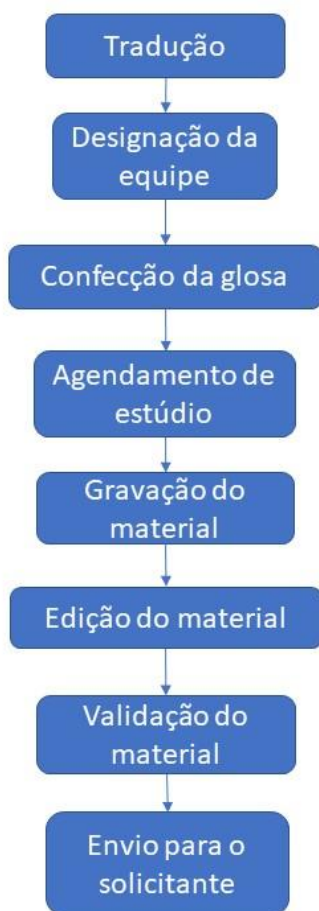 Tradução
Designação da
equipe
Confecção da glosa
Agendamento de
estúdio
Gravação do
material
Edição do material
Validação do
material
Envio para o
solicitante